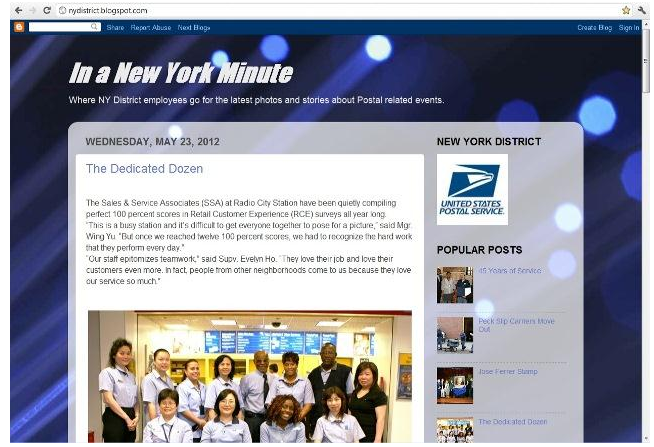 nydistrict.blogspot.com
Share Report Abuse Next Blog»
Create Blog Sign In
In a New York Minute
Where NY District employees go for the latest photos and stories about Postal related events.
WEDNESDAY, MAY 23, 2012
The Dedicated Dozen
The Sales & Service Associates (SSA) at Radio City Station have been quietly compiling
perfect 100 percent scores in Retail Customer Experience (RCE) surveys all year long.
"This is a busy station and it's difficult to get everyone together to pose for a picture," said Mgr.
Wing Yu. "But once we reached twelve 100 percent scores, we had to recognize the hard work
that they perform every day."
"Our staff epitomizes teamwork," said Supv. Evelyn Ho. "They love their job and love their
customers even more. In fact, people from other neighborhoods come to us because they love
our service so much."
NEW YORK DISTRICT
UNITED STATES
POSTAL SERVICE
POPULAR POSTS
45 Years of Service
Peck Slip Carriers Move
Out
Jose Ferrer Stamp
The Dedicated Dozen